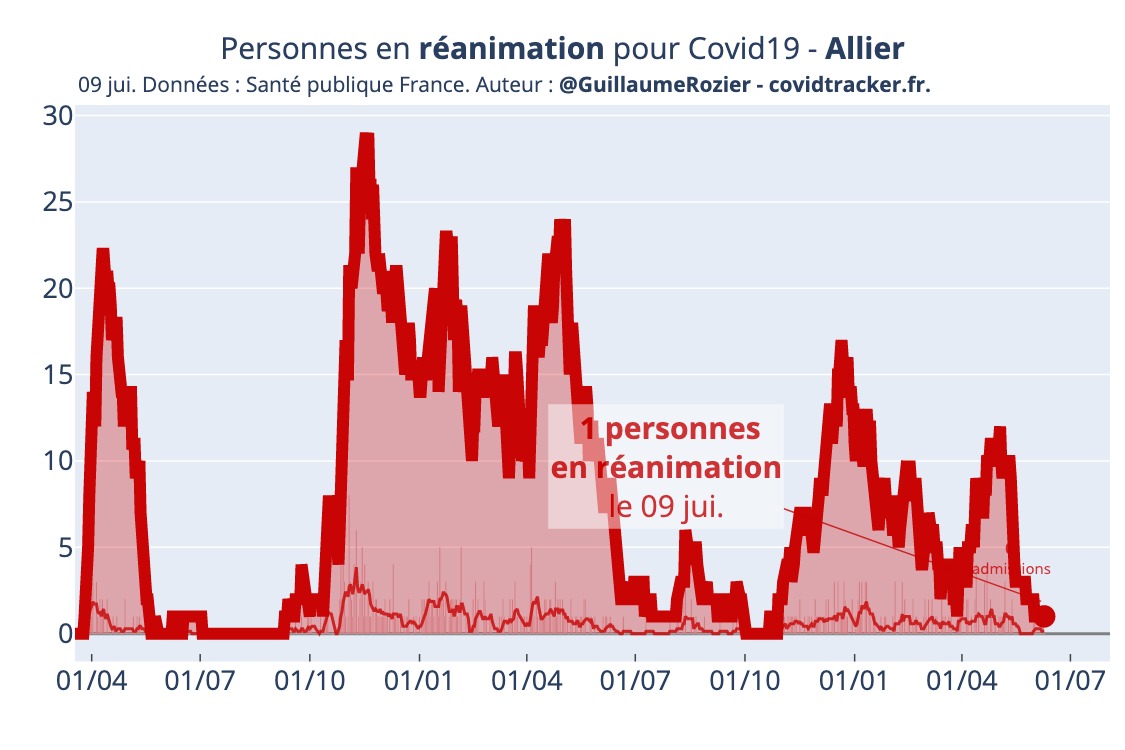 Personnes en réanimation pour Covid19 - Allier
09 jui. Données : Santé publique France. Auteur : @GuillaumeRozier - covidtracker.fr.
30
25
20
15
10
5
0
1 personnes
en réanimation
le 09 jui.
admissions
01/04 01/07 01/10 01/01 01/04 01/07 01/10 01/01 01/04 01/07